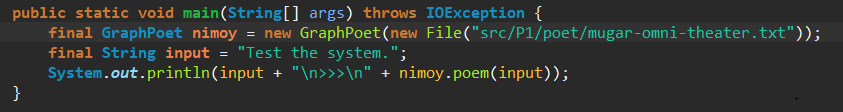 public static void main(String[] args) throws IOException {
    final GraphPoet nimoy = new GraphPoet(new File("src/P1/poet/mugar-omni-theater.txt"));
    final String input = "Test the system.";
    System.out.println(input + "\n>>>\n" + nimoy.poem(input));
}